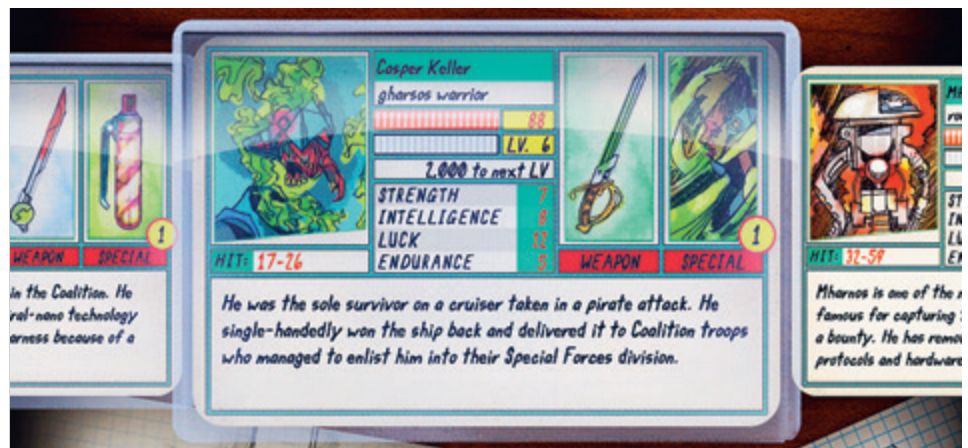 WEAPON
SPECIAL
1
in the Coalition. He
ral-nano technology
arness because of a
Casper Keller
gharsos warrior
88
LV. 6
2,000 to next LV
STRENGTH 7
INTELLIGENCE 8
LUCK 12
ENDURANCE 5
HIT: 17-26
WEAPON
SPECIAL
1
He was the sole survivor on a cruiser taken in a pirate attack. He
single-handedly won the ship back and delivered it to Coalition troops
who managed to enlist him into their Special Forces division.
HIT: 32-59
Mharnos is one of the
famous for capturing
a bounty. He has remo
protocols and hardware